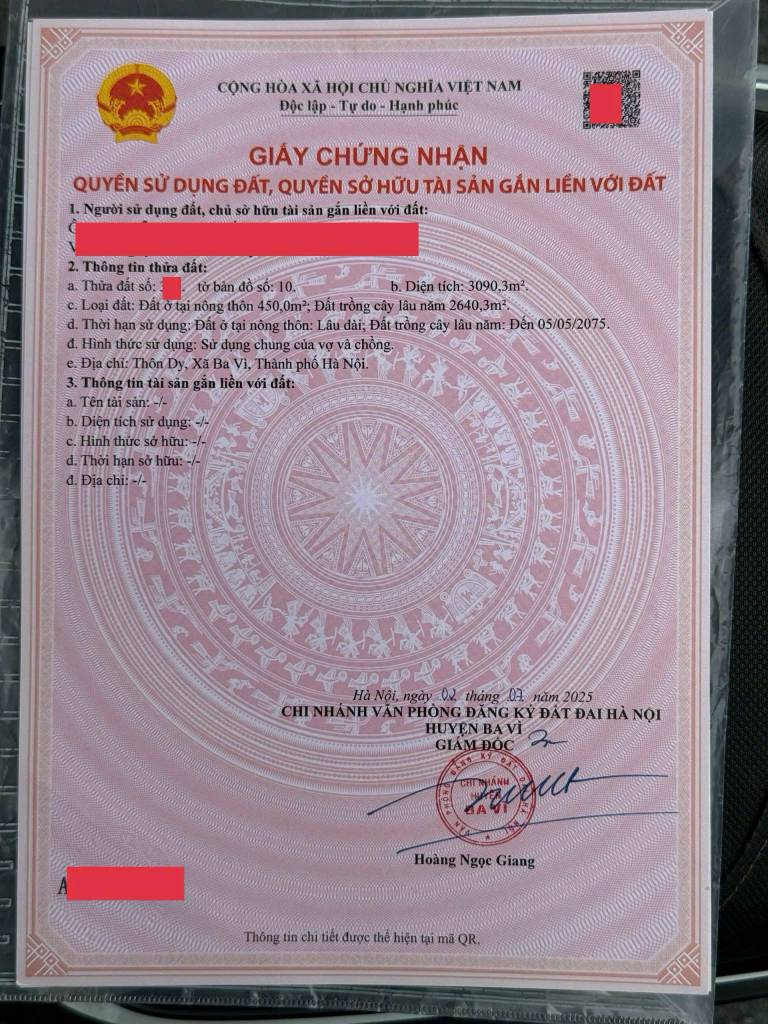 CỘNG HÒA XÃ HỘI CHỦ NGHĨA VIỆT NAM
Độc lập - Tự do - Hạnh phúc
GIẤY CHỨNG NHẬN
QUYỀN SỬ DỤNG ĐẤT, QUYỀN SỞ HỮU TÀI SẢN GẮN LIỀN VỚI ĐẤT
1. Người sử dụng đất, chủ sở hữu tài sản gắn liền với đất:
2. Thông tin thửa đất:
a. Thửa đất số: tờ bản đồ số: 10. b. Diện tích: 3090,3m².
c. Loại đất: Đất ở tại nông thôn 450,0m²; Đất trồng cây lâu năm 2640,3m².
d. Thời hạn sử dụng: Đất ở tại nông thôn: Lâu dài; Đất trồng cây lâu năm: Đến 05/05/2075.
đ. Hình thức sử dụng: Sử dụng chung của vợ và chồng.
e. Địa chỉ: Thôn Dy, Xã Ba Vì, Thành phố Hà Nội.
3. Thông tin tài sản gắn liền với đất:
a. Tên tài sản: -/-
b. Diện tích sử dụng: -/-
c. Hình thức sở hữu: -/-
d. Thời hạn sở hữu: -/-
đ. Địa chỉ: -/-
Hà Nội, ngày 02 tháng 07 năm 2025
CHI NHÁNH VĂN PHÒNG ĐĂNG KÝ ĐẤT ĐAI HÀ NỘI
HUYỆN BA VÌ
GIÁM ĐỐC
CHI NHÁNH
HUYỆN
BA VÌ
Hoàng Ngọc Giang
A
Thông tin chi tiết được thể hiện tại mã QR.